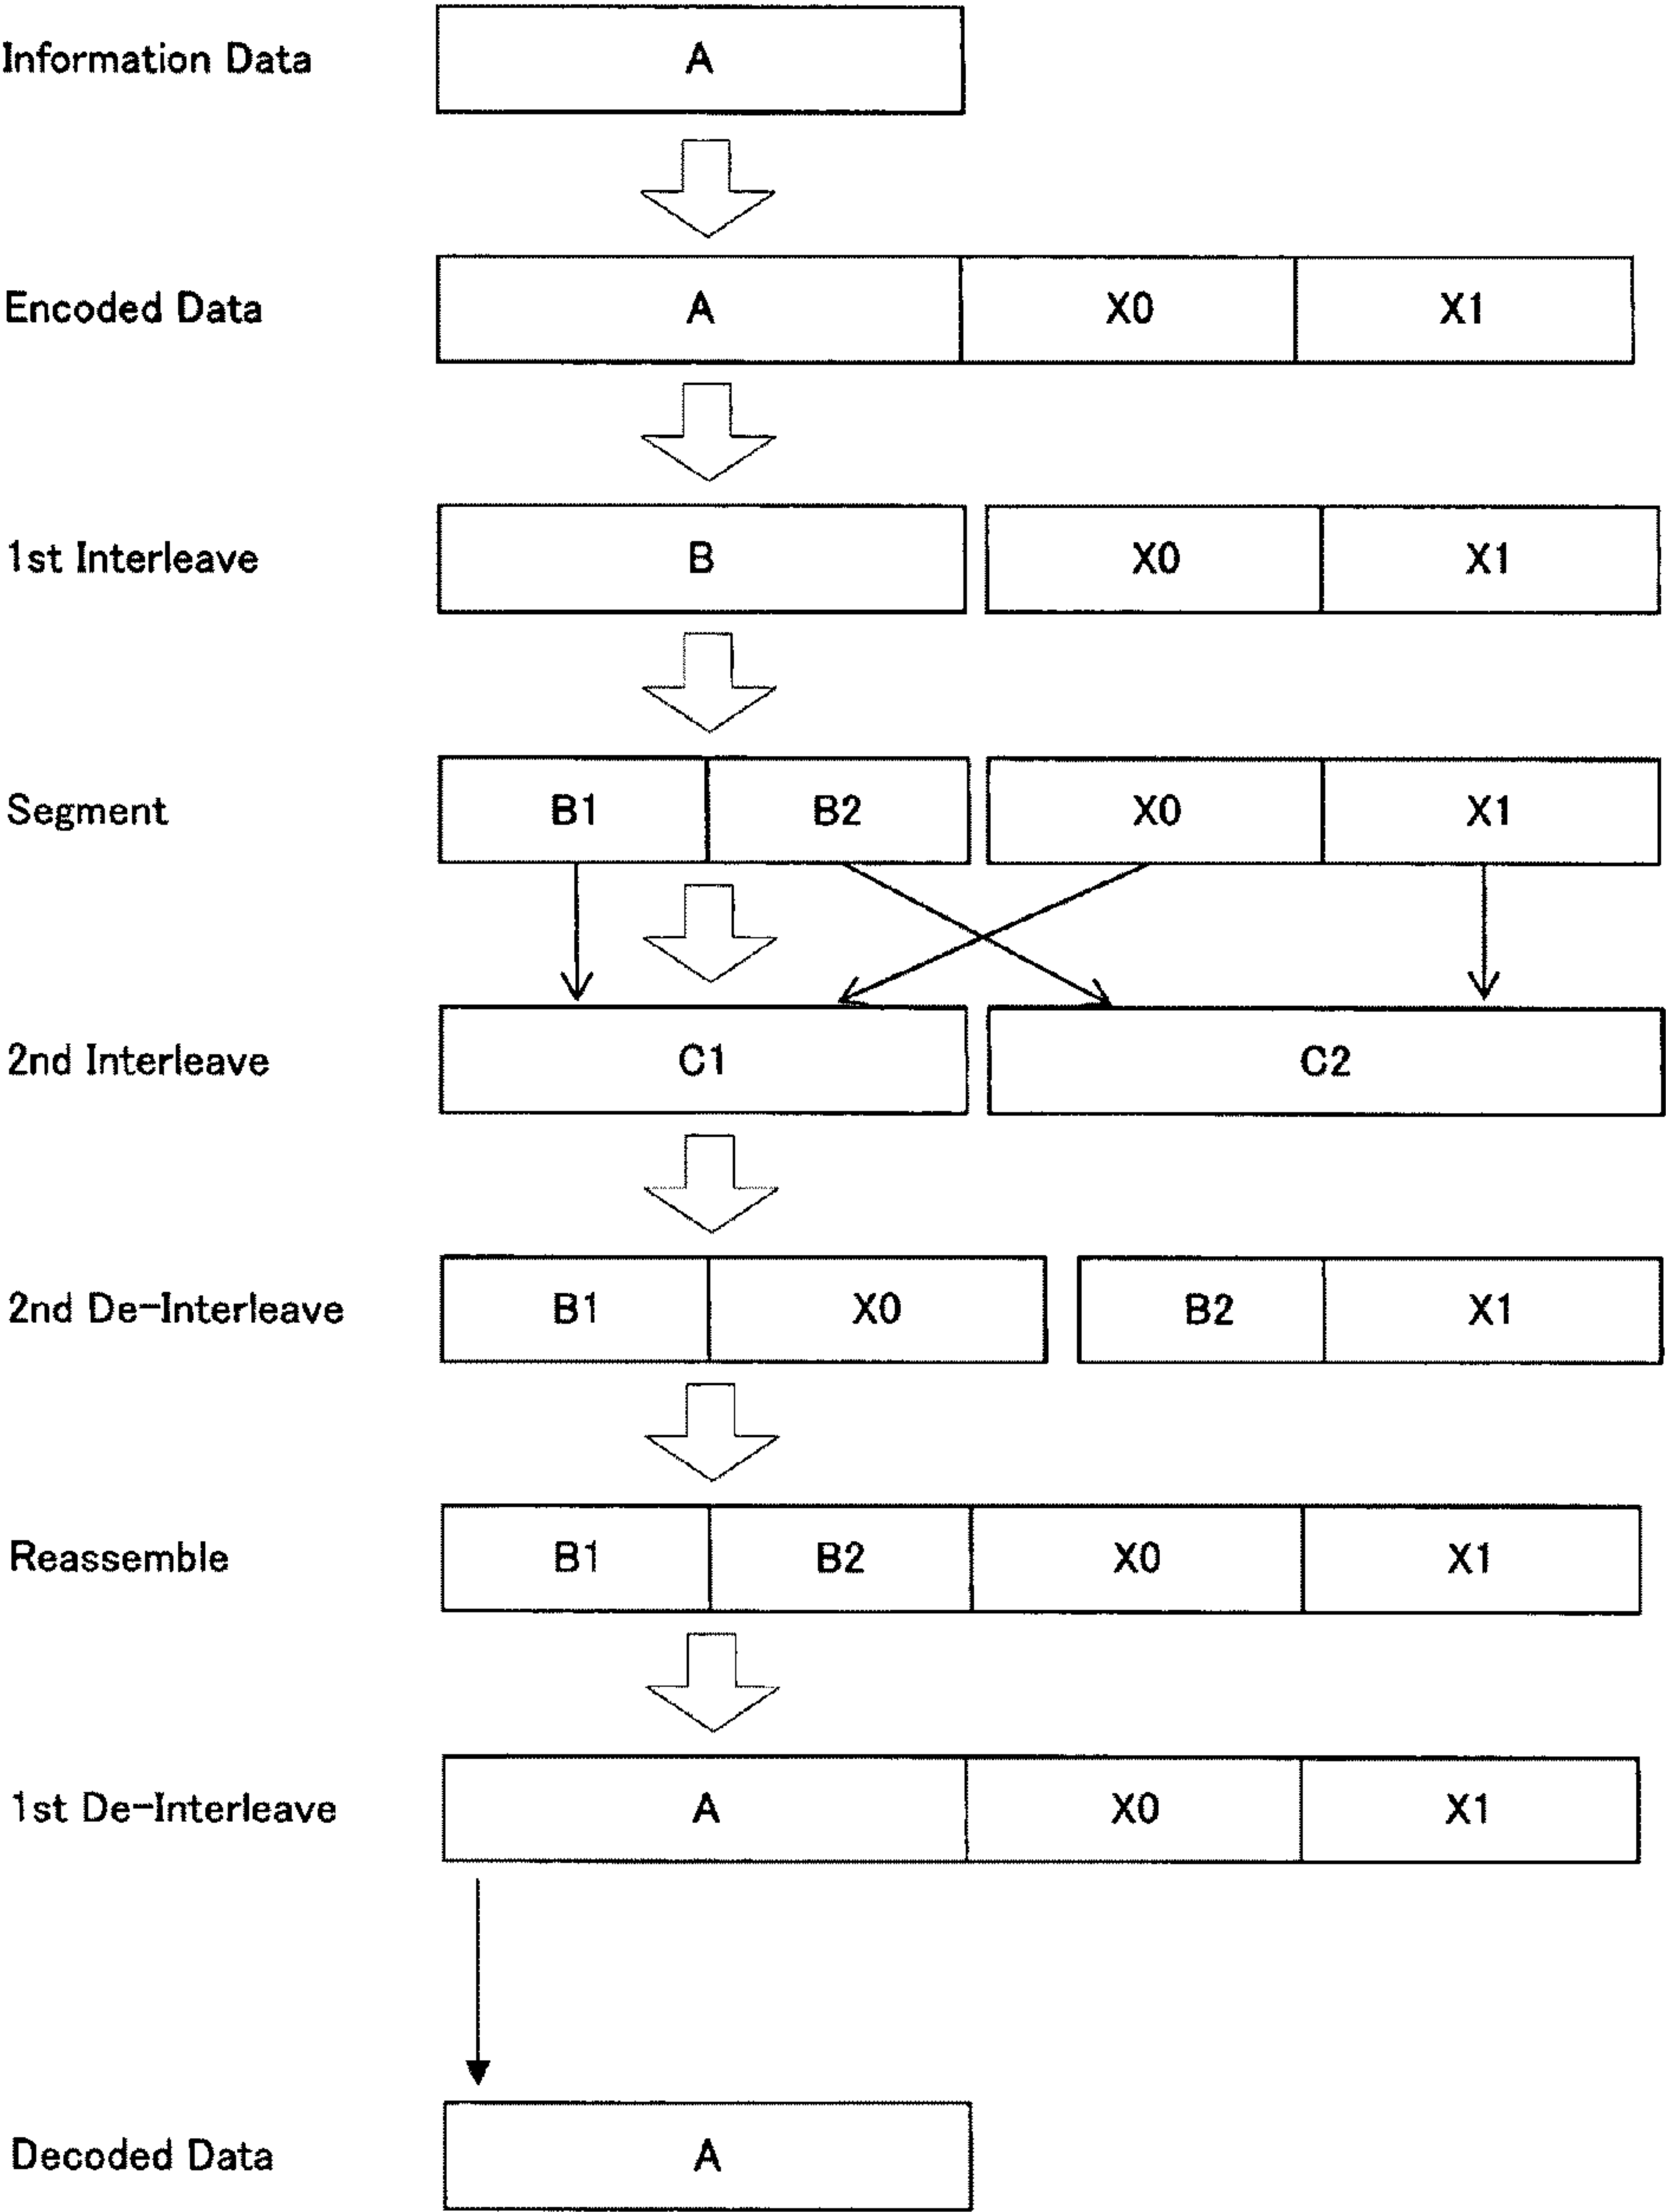 Information Data A
Encoded Data A X0 X1
1st Interleave B X0 X1
Segment B1 B2 X0 X1
2nd Interleave C1 C2
2nd De-Interleave B1 X0 B2 X1
Reassemble B1 B2 X0 X1
1st De-Interleave A X0 X1
Decoded Data A